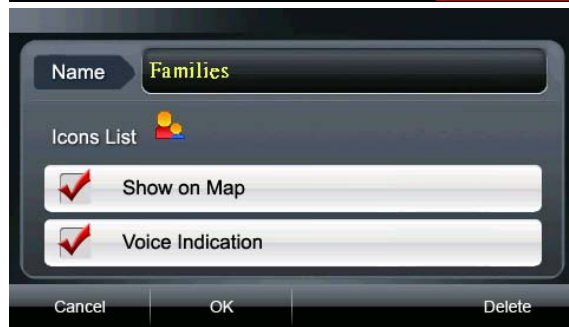 Name Families
Icons List
Show on Map
Voice Indication
Cancel OK Delete